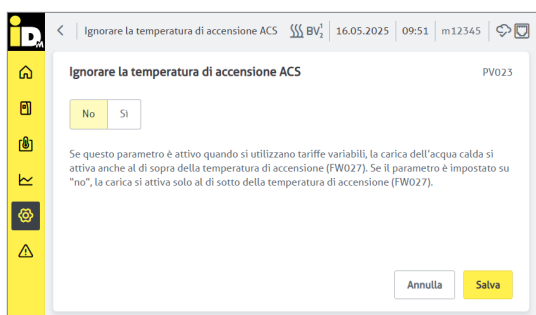 iD M
Ignorare la temperatura di accensione ACS BV 1 2 16.05.2025 09:51 m12345
Ignorare la temperatura di accensione ACS PV023
No Sì
Se questo parametro è attivo quando si utilizzano tariffe variabili, la carica dell'acqua calda si
attiva anche al di sopra della temperatura di accensione (FW027). Se il parametro è impostato su
"no", la carica si attiva solo al di sotto della temperatura di accensione (FW027).
Annulla Salva